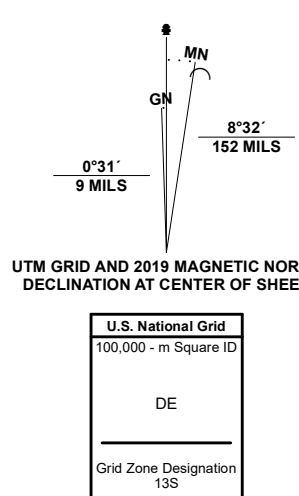 MN
GN
8°32´
152 MILS
0°31´
9 MILS
UTM GRID AND 2019 MAGNETIC NOR
DECLINATION AT CENTER OF SHEE
U.S. National Grid
100,000 - m Square ID
DE
Grid Zone Designation
13S